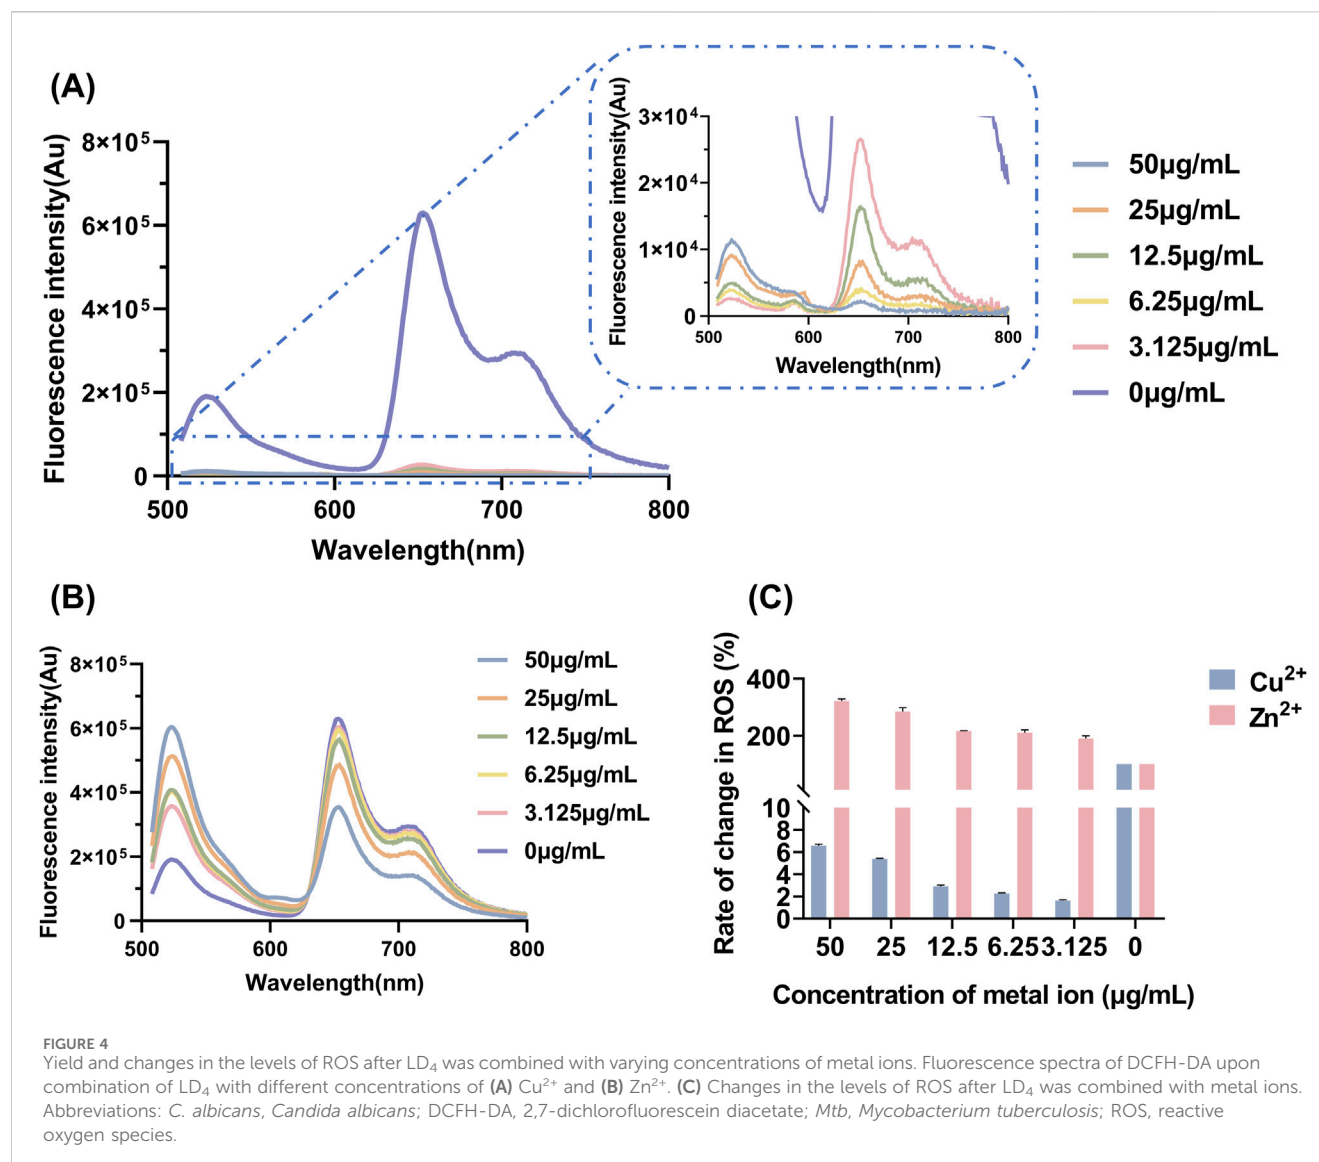 (A)
Fluorescence intensity(Au)
8×10⁵
6×10⁵
4×10⁵
2×10⁵
0
500 600 700 800
Wavelength(nm)
Fluorescence intensity(Au)
3×10⁴
2×10⁴
1×10⁴
0
500 600 700 800
Wavelength(nm)
50µg/mL
25µg/mL
12.5µg/mL
6.25µg/mL
3.125µg/mL
0µg/mL
(B)
Fluorescence intensity(Au)
8×10⁵
6×10⁵
4×10⁵
2×10⁵
0
500 600 700 800
Wavelength(nm)
50µg/mL
25µg/mL
12.5µg/mL
6.25µg/mL
3.125µg/mL
0µg/mL
(C)
Rate of change in ROS (%)
400
200
10
8
6
4
2
0
50 25 12.5 6.25 3.125 0
Concentration of metal ion (µg/mL)
Cu²⁺
Zn²⁺
FIGURE 4
Yield and changes in the levels of ROS after LD₄ was combined with varying concentrations of metal ions. Fluorescence spectra of DCFH-DA upon
combination of LD₄ with different concentrations of (A) Cu²⁺ and (B) Zn²⁺. (C) Changes in the levels of ROS after LD₄ was combined with metal ions.
Abbreviations: C. albicans, Candida albicans; DCFH-DA, 2,7-dichlorofluorescein diacetate; Mtb, Mycobacterium tuberculosis; ROS, reactive
oxygen species.